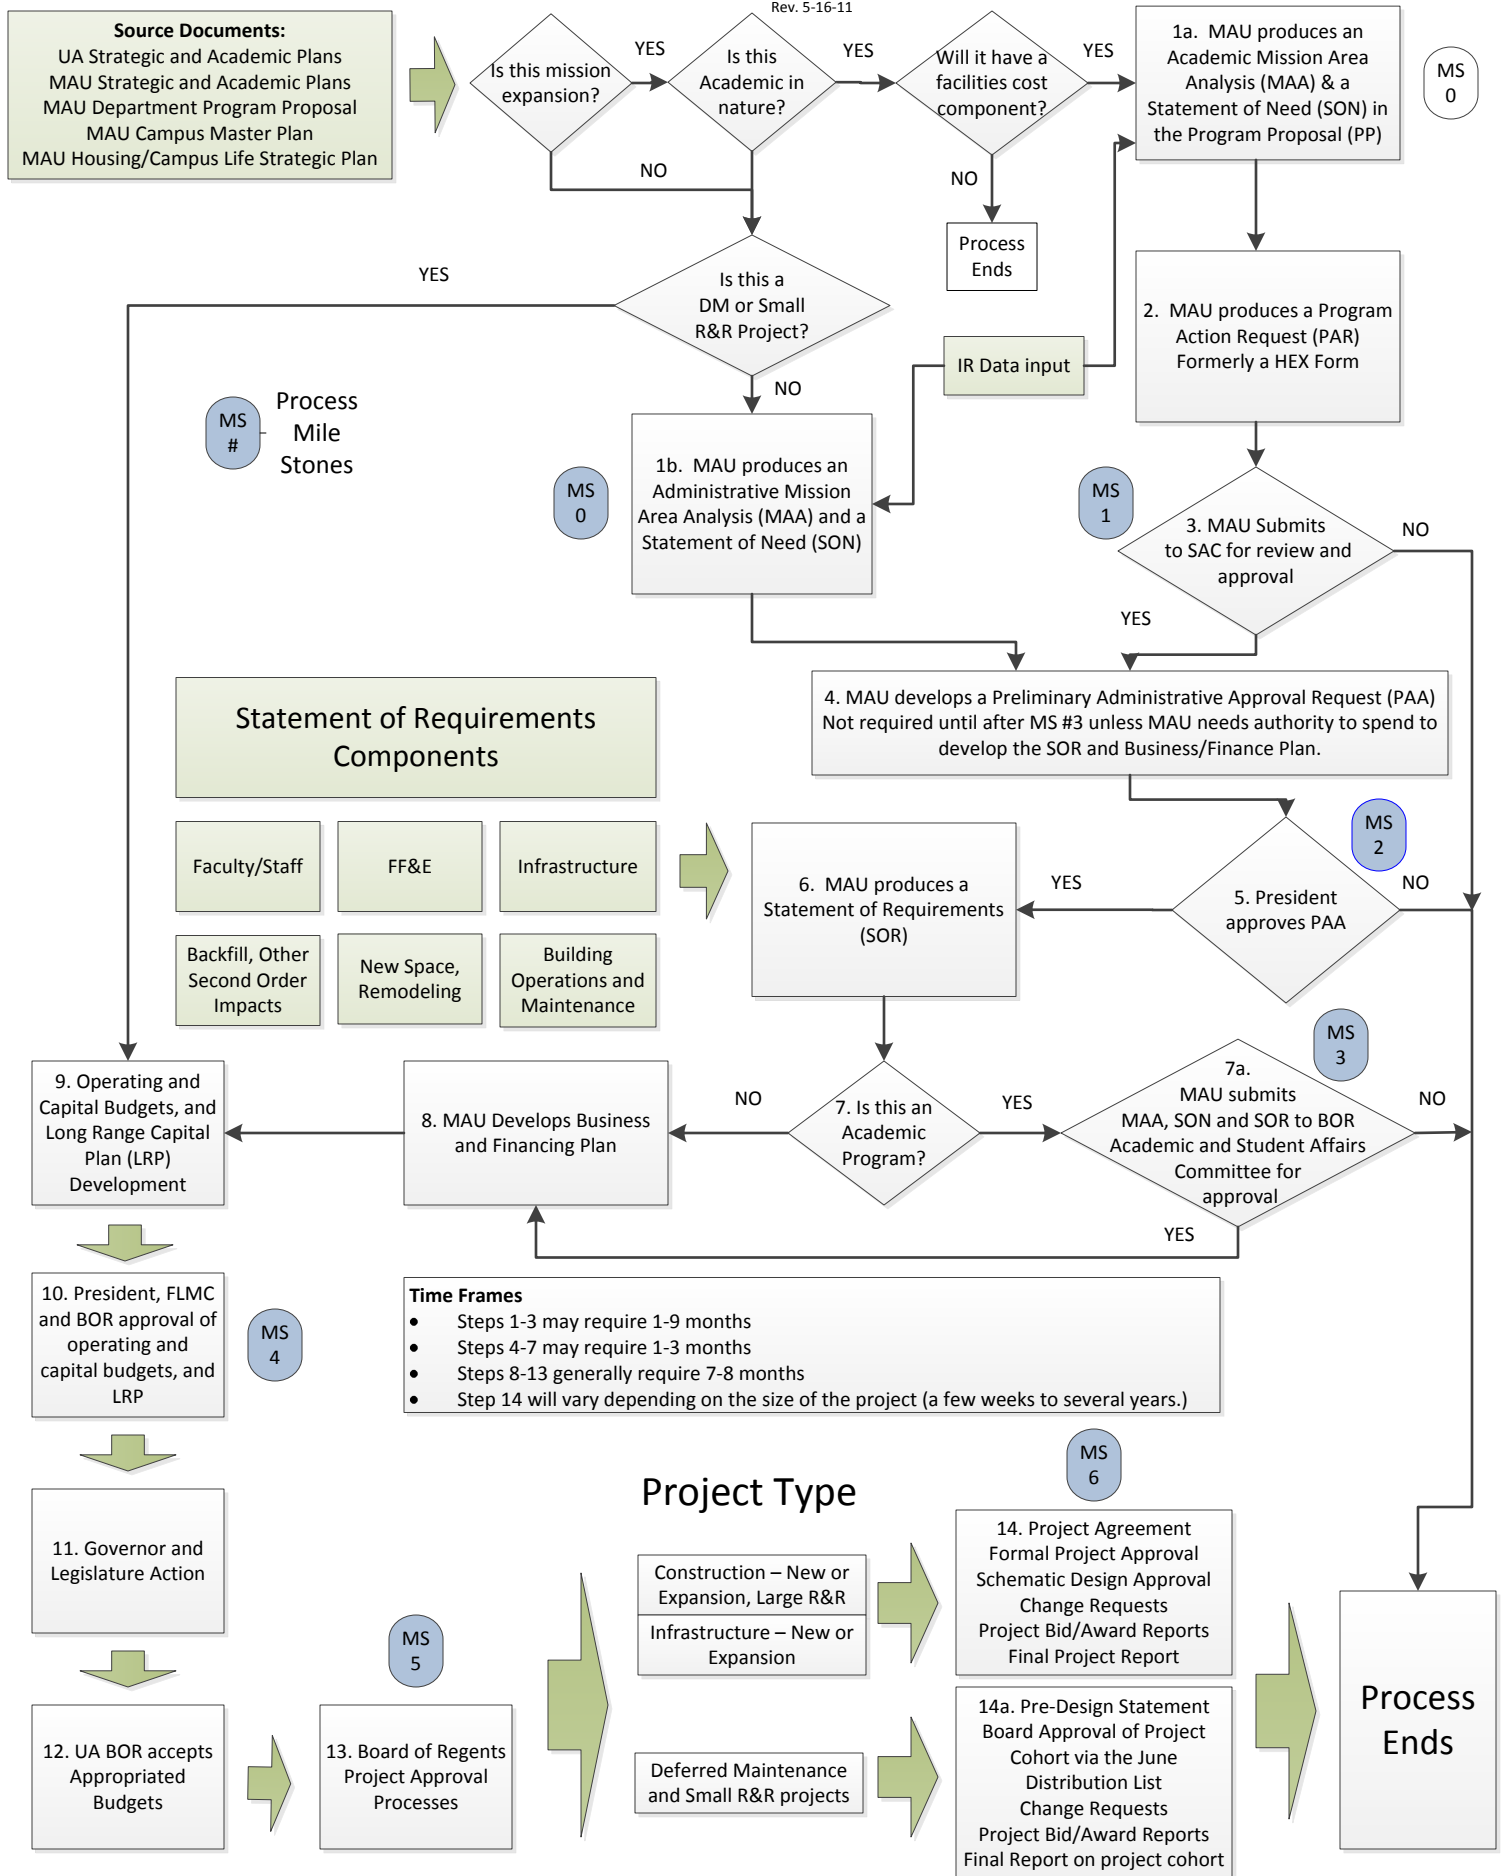 Rev. 5-16-11
Source Documents:
UA Strategic and Academic Plans
MAU Strategic and Academic Plans
MAU Department Program Proposal
MAU Campus Master Plan
MAU Housing/Campus Life Strategic Plan
Is this mission
expansion?
YES
Is this
Academic in
nature?
YES
Will it have a
facilities cost
component?
YES
1a. MAU produces an
Academic Mission Area
Analysis (MAA) & a
Statement of Need (SON) in
the Program Proposal (PP)
MS
0
NO
NO
Process
Ends
YES
Is this a
DM or Small
R&R Project?
NO
IR Data input
2. MAU produces a Program
Action Request (PAR)
Formerly a HEX Form
MS
#
Process
Mile
Stones
MS
0
1b. MAU produces an
Administrative Mission
Area Analysis (MAA) and a
Statement of Need (SON)
MS
1
3. MAU Submits
to SAC for review and
approval
NO
YES
4. MAU develops a Preliminary Administrative Approval Request (PAA)
Not required until after MS #3 unless MAU needs authority to spend to
develop the SOR and Business/Finance Plan.
Statement of Requirements
Components
Faculty/Staff
FF&E
Infrastructure
Backfill, Other
Second Order
Impacts
New Space,
Remodeling
Building
Operations and
Maintenance
6. MAU produces a
Statement of Requirements
(SOR)
YES
5. President
approves PAA
MS
2
NO
MS
3
9. Operating and
Capital Budgets, and
Long Range Capital
Plan (LRP)
Development
8. MAU Develops Business
and Financing Plan
NO
7. Is this an
Academic
Program?
YES
7a.
MAU submits
MAA, SON and SOR to BOR
Academic and Student Affairs
Committee for
approval
NO
YES
10. President, FLMC
and BOR approval of
operating and
capital budgets, and
LRP
MS
4
Time Frames
• Steps 1-3 may require 1-9 months
• Steps 4-7 may require 1-3 months
• Steps 8-13 generally require 7-8 months
• Step 14 will vary depending on the size of the project (a few weeks to several years.)
11. Governor and
Legislature Action
Project Type
MS
6
Construction – New or
Expansion, Large R&R
Infrastructure – New or
Expansion
14. Project Agreement
Formal Project Approval
Schematic Design Approval
Change Requests
Project Bid/Award Reports
Final Project Report
MS
5
12. UA BOR accepts
Appropriated
Budgets
13. Board of Regents
Project Approval
Processes
Deferred Maintenance
and Small R&R projects
14a. Pre-Design Statement
Board Approval of Project
Cohort via the June
Distribution List
Change Requests
Project Bid/Award Reports
Final Report on project cohort
Process
Ends